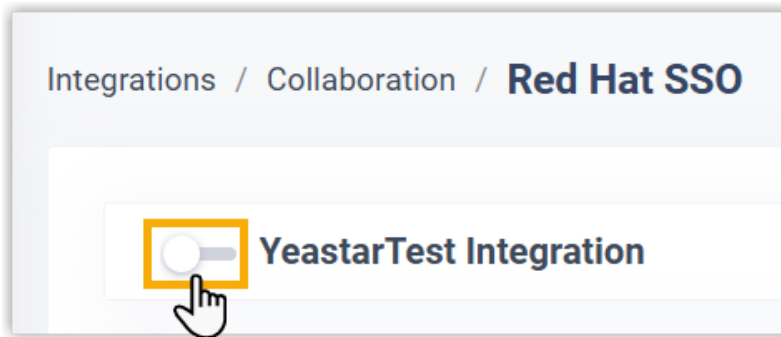 Integrations / Collaboration / Red Hat SSO
YeastarTest Integration